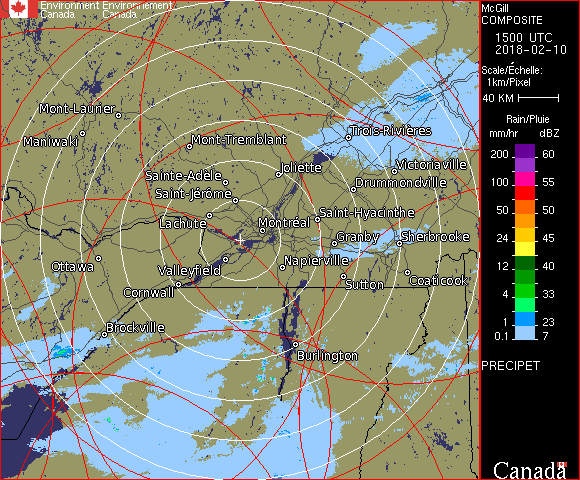 Environment Environnement
Canada Canada
McGill
COMPOSITE
1500 UTC
2018-02-10
Scale/Échelle:
1km/Pixel
40 KM
Rain/Pluie
mm/hr dBZ
200 60
100 55
50 50
24 45
12 40
4 33
1 23
0.1 7
PRECIPET
Canada
Mont-Laurier
Maniwaki
Mont-Tremblant
Trois-Rivières
Joliette
Victoriaville
Sainte-Adèle
Drummondville
Saint-Jérôme
Saint-Hyacinthe
Lachute
Montréal
Granby
Sherbrooke
Ottawa
Valleyfield
Napierville
Cornwall
Sutton
Coaticook
Brockville
Burlington